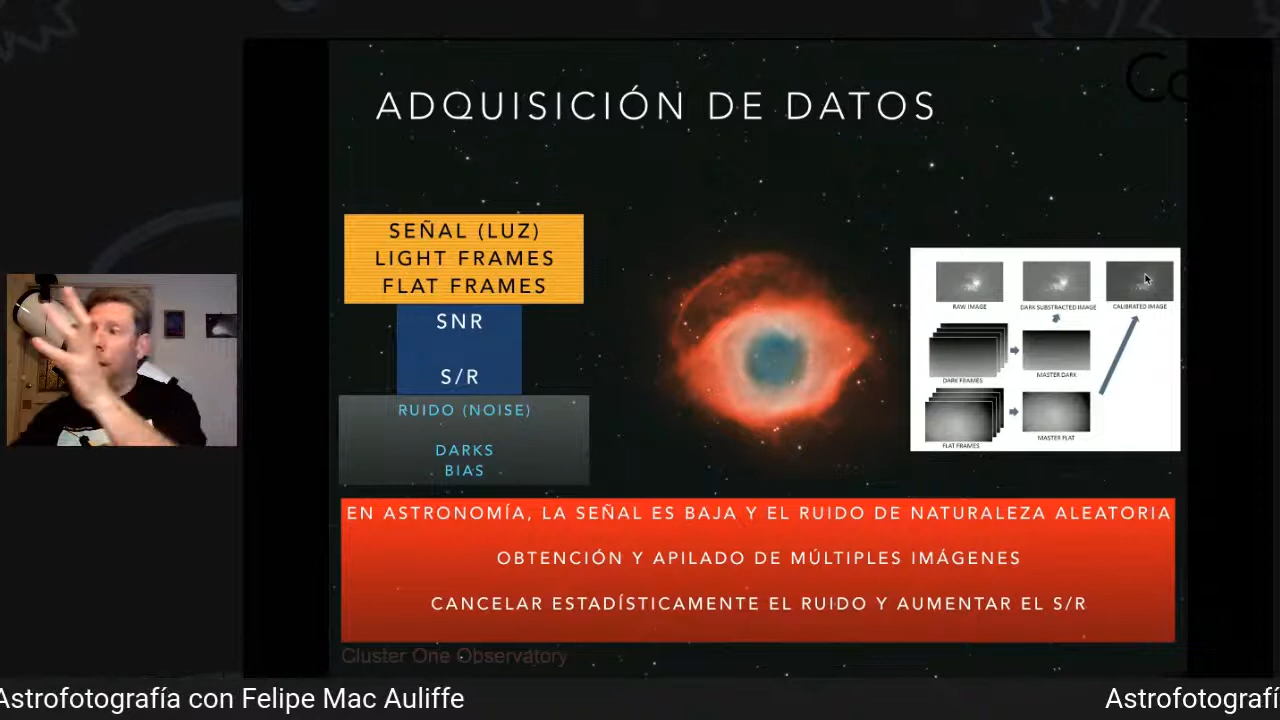 Co
ADQUISICIÓN DE DATOS
SEÑAL (LUZ)
LIGHT FRAMES
FLAT FRAMES
SNR
S/R
RUIDO (NOISE)
DARKS
BIAS
RAW IMAGE
DARK SUBSTRACTED IMAGE
CALIBRATED IMAGE
DARK FRAMES
MASTER DARK
FLAT FRAMES
MASTER FLAT
EN ASTRONOMÍA, LA SEÑAL ES BAJA Y EL RUIDO DE NATURALEZA ALEATORIA
OBTENCIÓN Y APILADO DE MÚLTIPLES IMÁGENES
CANCELAR ESTADÍSTICAMENTE EL RUIDO Y AUMENTAR EL S/R
Cluster One Observatory
Astrofotografía con Felipe Mac Auliffe
Astrofotografí